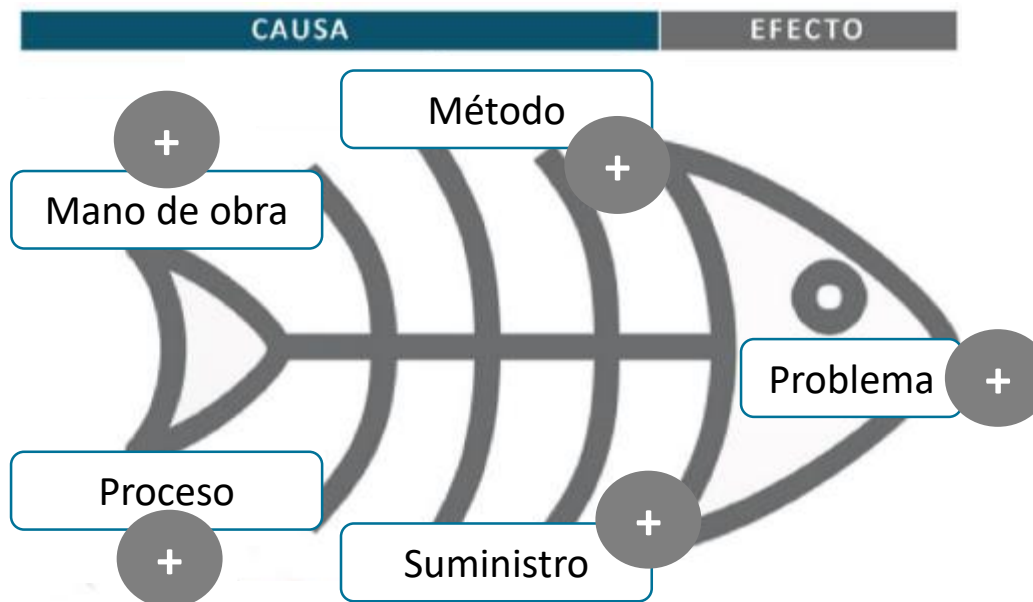 CAUSA
EFECTO
Método
+
+
Mano de obra
Problema
+
Proceso
+
+
Suministro